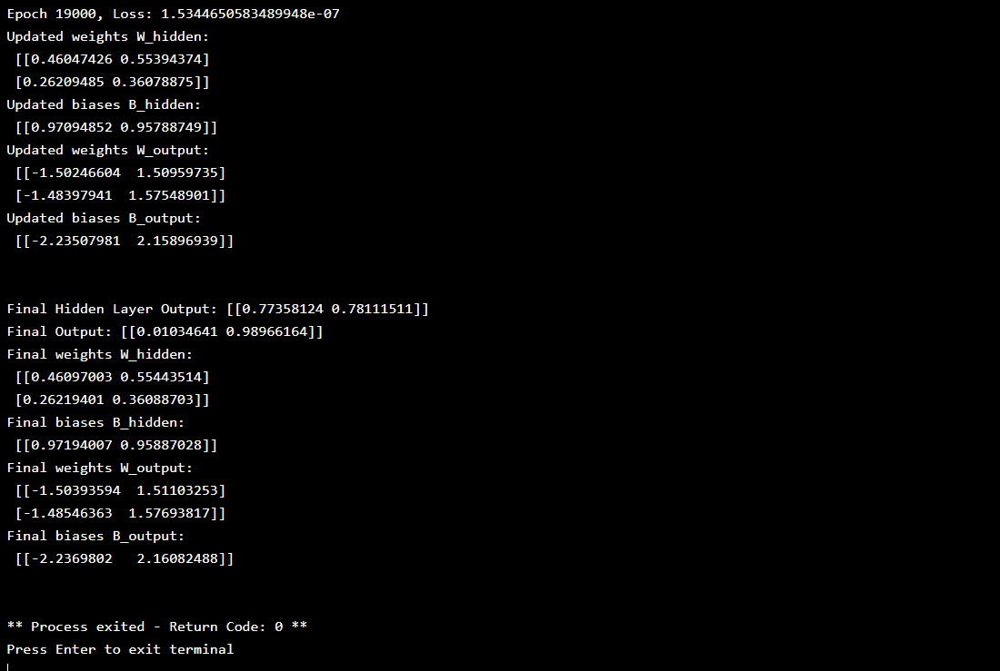 Epoch 19000, Loss: 1.5344650583489948e-07
Updated weights W_hidden:
 [[0.46047426 0.55394374]
 [0.26209485 0.36078875]]
Updated biases B_hidden:
 [[0.97094852 0.95788749]]
Updated weights W_output:
 [[-1.50246604  1.50959735]
 [-1.48397941  1.57548901]]
Updated biases B_output:
 [[-2.23507981  2.15896939]]
Final Hidden Layer Output: [[0.77358124 0.78111511]]
Final Output: [[0.01034641 0.98966164]]
Final weights W_hidden:
 [[0.46097003 0.55443514]
 [0.26219401 0.36088703]]
Final biases B_hidden:
 [[0.97194007 0.95887028]]
Final weights W_output:
 [[-1.50393594  1.51103253]
 [-1.48546363  1.57693817]]
Final biases B_output:
 [[-2.2369802   2.16082488]]
** Process exited - Return Code: 0 **
Press Enter to exit terminal